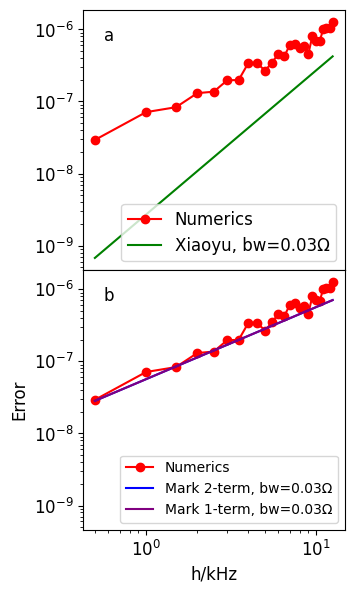 10⁻⁶
a
10⁻⁷
10⁻⁸
10⁻⁹
Numerics
Xiaoyu, bw=0.03Ω
10⁻⁶
b
10⁻⁷
10⁻⁸
10⁻⁹
Error
Numerics
Mark 2-term, bw=0.03Ω
Mark 1-term, bw=0.03Ω
10⁰ 10¹
h/kHz